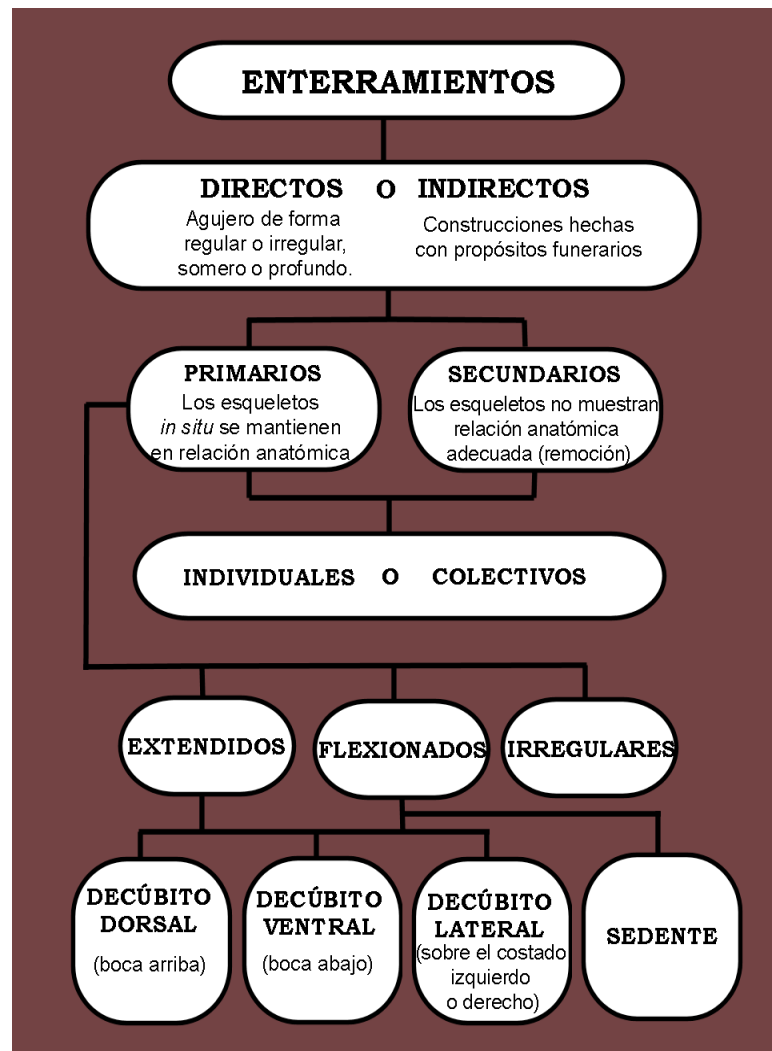 ENTERRAMIENTOS
DIRECTOS O INDIRECTOS
Agujero de forma
regular o irregular,
somero o profundo.
Construcciones hechas
con propósitos funerarios
PRIMARIOS
Los esqueletos
in situ se mantienen
en relación anatómica
SECUNDARIOS
Los esqueletos no muestran
relación anatómica
adecuada (remoción)
INDIVIDUALES O COLECTIVOS
EXTENDIDOS
FLEXIONADOS
IRREGULARES
DECÚBITO
DORSAL
(boca arriba)
DECÚBITO
VENTRAL
(boca abajo)
DECÚBITO
LATERAL
(sobre el costado
izquierdo
o derecho)
SEDENTE